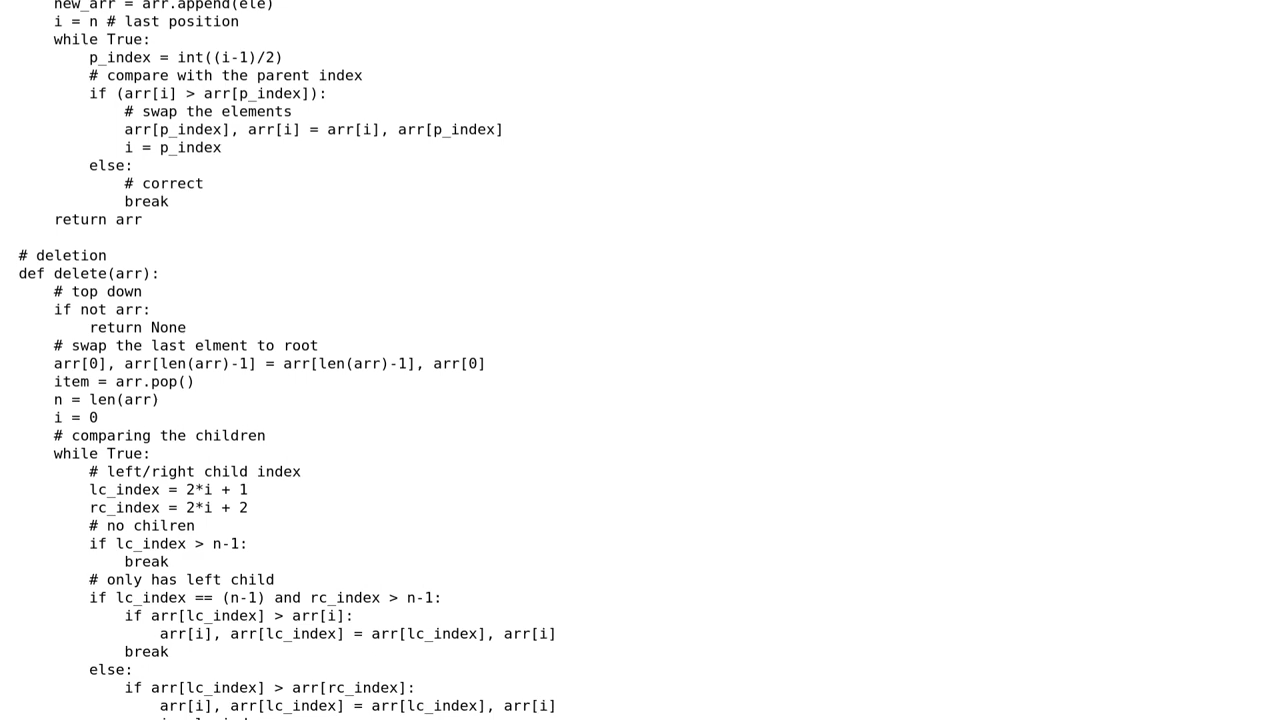 new_arr = arr.append(ele)
    i = n # last position
    while True:
        p_index = int((i-1)/2)
        # compare with the parent index
        if (arr[i] > arr[p_index]):
            # swap the elements
            arr[p_index], arr[i] = arr[i], arr[p_index]
            i = p_index
        else:
            # correct
            break
    return arr

# deletion
def delete(arr):
    # top down
    if not arr:
        return None
    # swap the last elment to root
    arr[0], arr[len(arr)-1] = arr[len(arr)-1], arr[0]
    item = arr.pop()
    n = len(arr)
    i = 0
    # comparing the children
    while True:
        # left/right child index
        lc_index = 2*i + 1
        rc_index = 2*i + 2
        # no chilren
        if lc_index > n-1:
            break
        # only has left child
        if lc_index == (n-1) and rc_index > n-1:
            if arr[lc_index] > arr[i]:
                arr[i], arr[lc_index] = arr[lc_index], arr[i]
            break
        else:
            if arr[lc_index] > arr[rc_index]:
                arr[i], arr[lc_index] = arr[lc_index], arr[i]